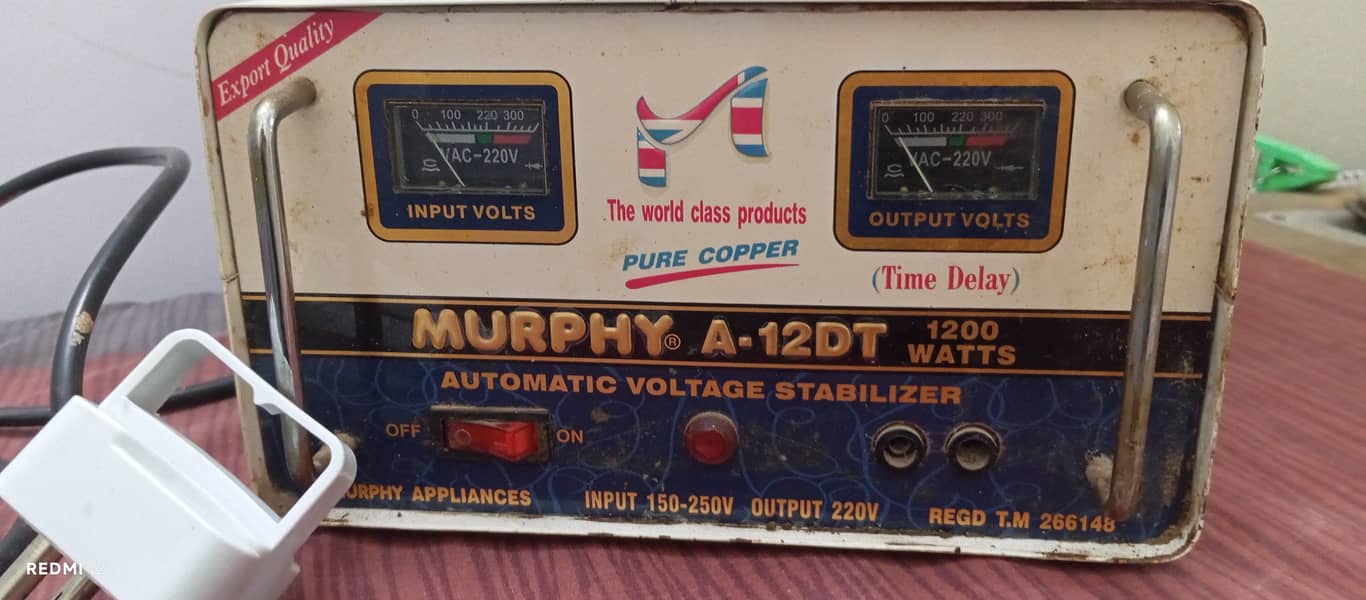 Export Quality
0 100 220 300
AC-220V
INPUT VOLTS
The world class products
PURE COPPER
0 100 220 300
AC-220V
OUTPUT VOLTS
(Time Delay)
MURPHY® A-12DT 1200 WATTS
AUTOMATIC VOLTAGE STABILIZER
OFF ON
URPHY APPLIANCES INPUT 150-250V OUTPUT 220V REGD T.M 266148
REDMI